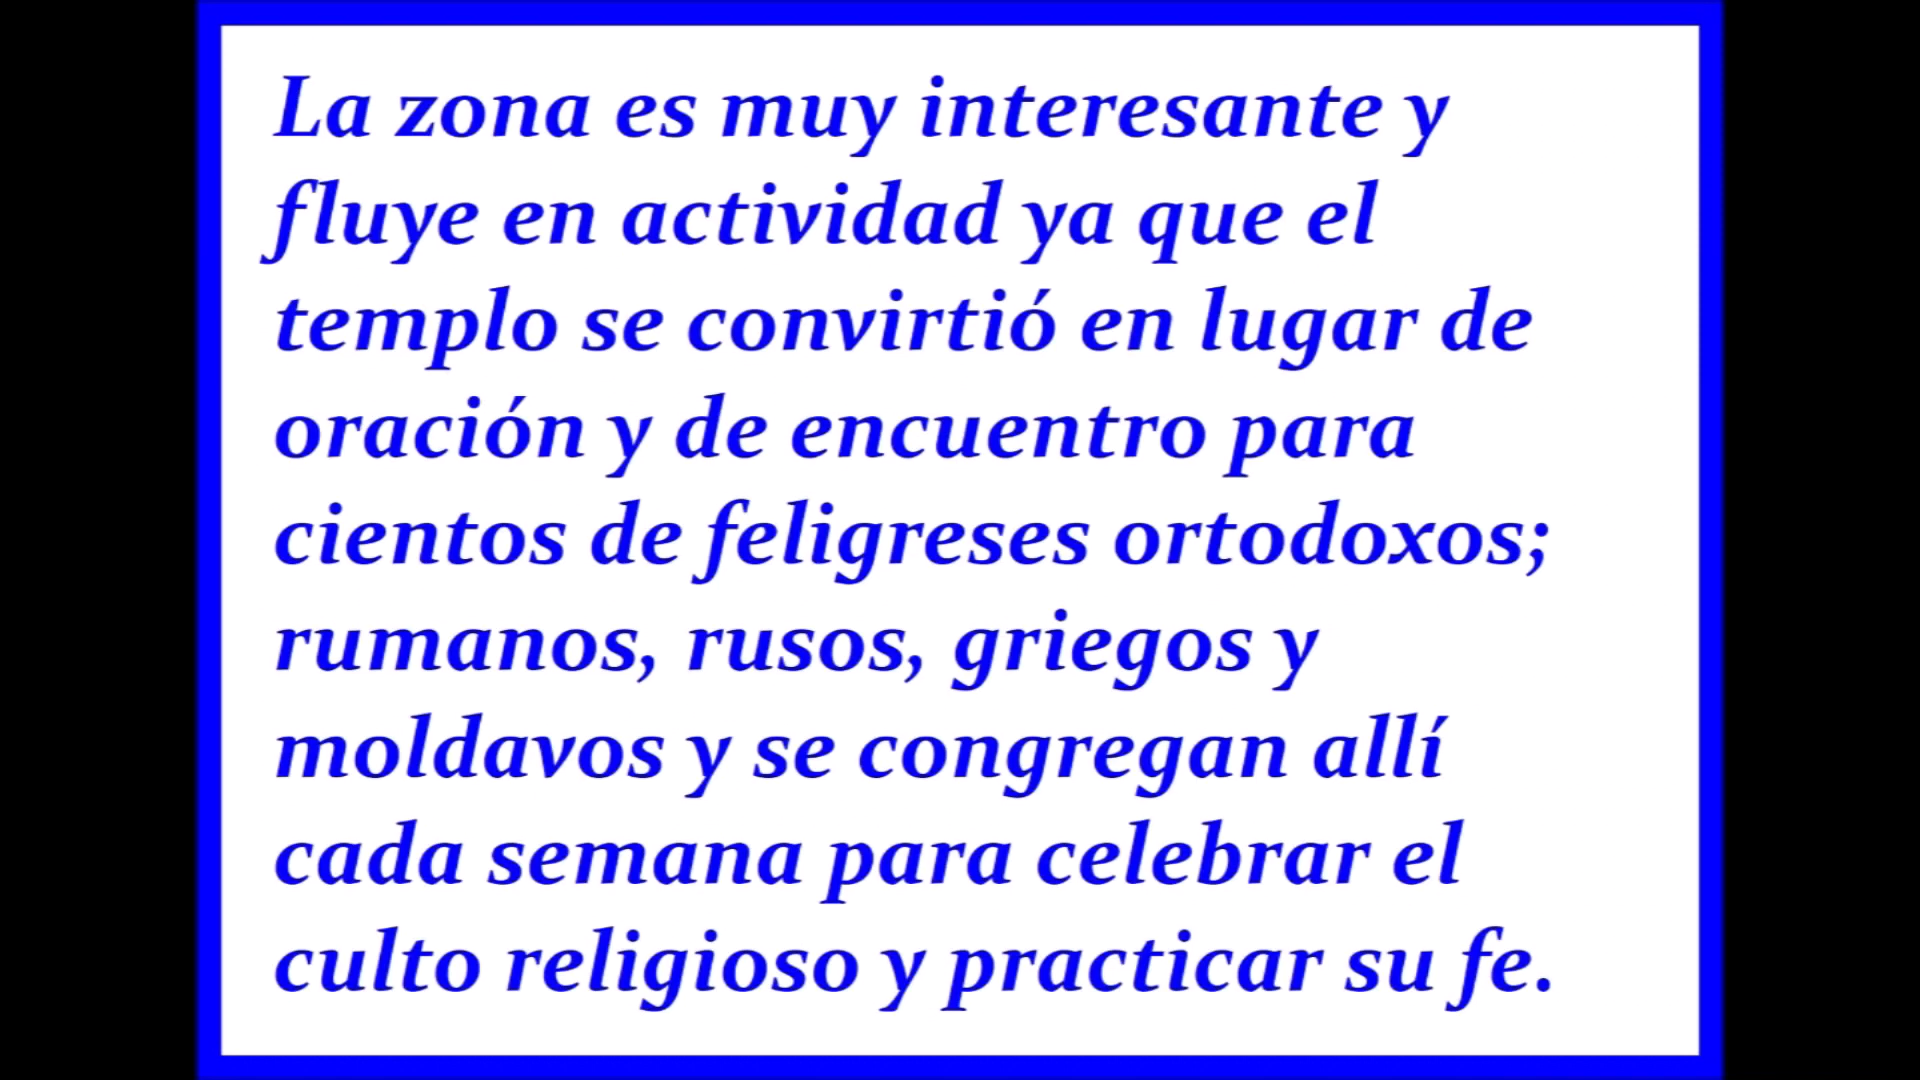 La zona es muy interesante y
fluye en actividad ya que el
templo se convirtió en lugar de
oración y de encuentro para
cientos de feligreses ortodoxos;
rumanos, rusos, griegos y
moldavos y se congregan allí
cada semana para celebrar el
culto religioso y practicar su fe.